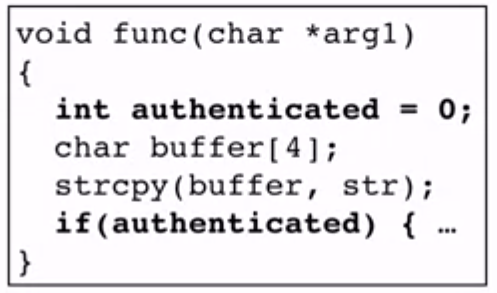 void func(char *arg1)
{
int authenticated = 0;
char buffer[4];
strcpy(buffer, str);
if(authenticated) { …
}